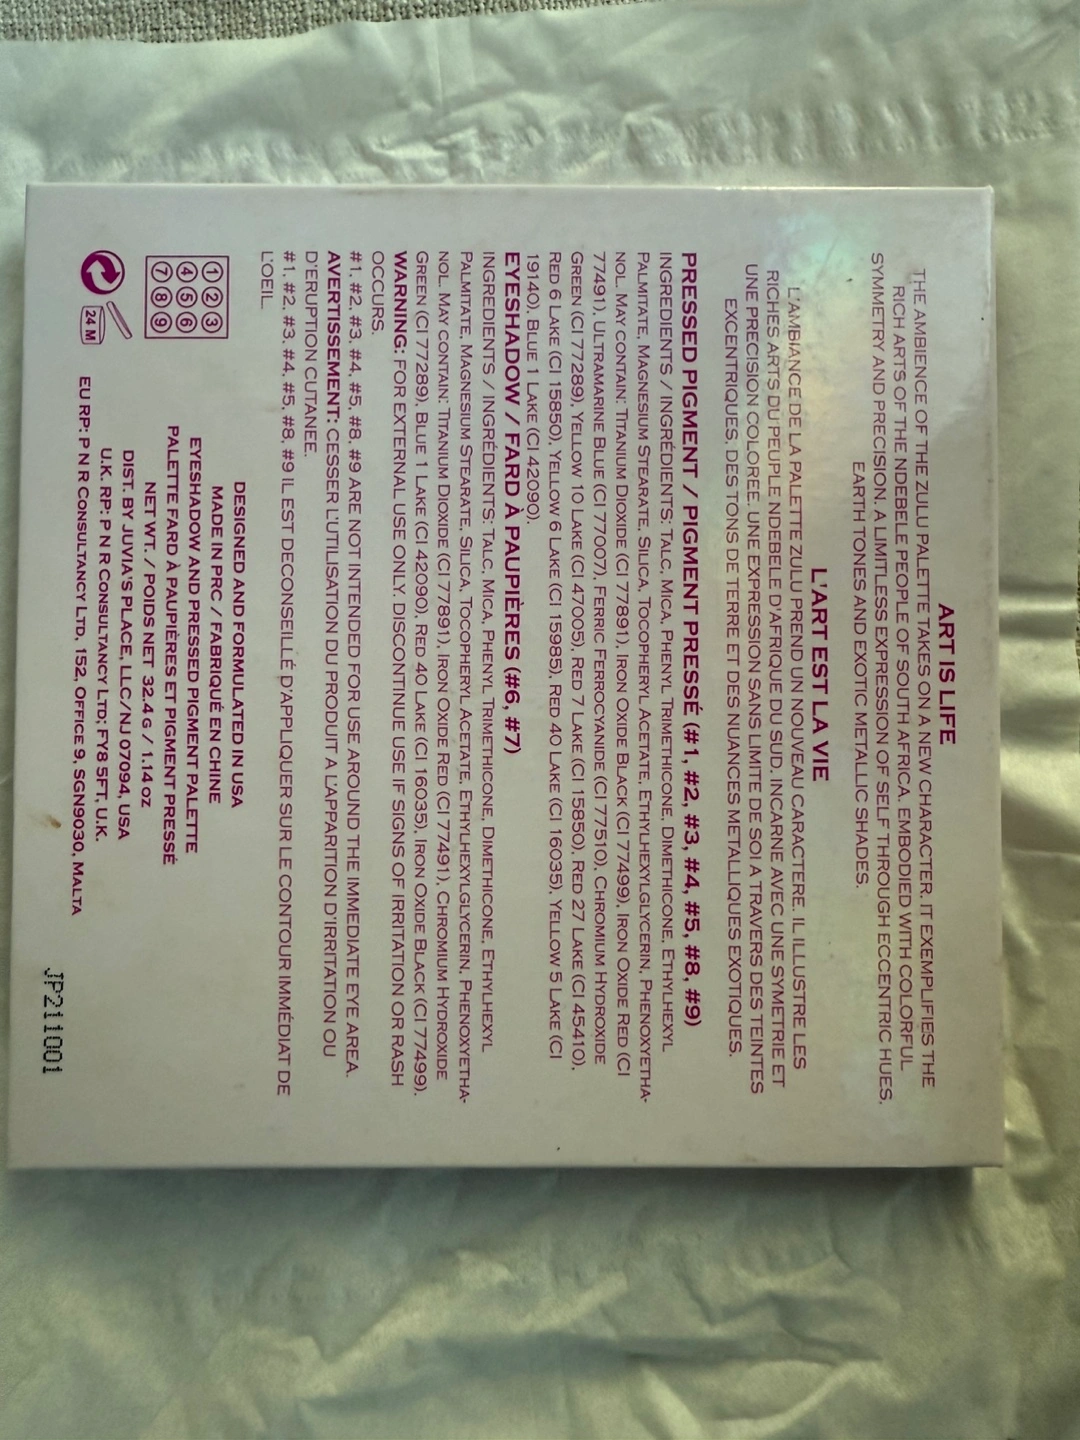 ART IS LIFE
THE AMBIENCE OF THE ZULU PALETTE TAKES ON A NEW CHARACTER. IT EXEMPLIFIES THE
RICH ARTS OF THE NDEBELE PEOPLE OF SOUTH AFRICA. EMBODIED WITH COLORFUL
SYMMETRY AND PRECISION. A LIMITLESS EXPRESSION OF SELF THROUGH ECCENTRIC HUES,
EARTH TONES AND EXOTIC METALLIC SHADES.
L'ART EST LA VIE
L'AMBIANCE DE LA PALETTE ZULU PREND UN NOUVEAU CARACTERE. IL ILLUSTRE LES
RICHES ARTS DU PEUPLE NDEBELE D'AFRIQUE DU SUD. INCARNE AVEC UNE SYMETRIE ET
UNE PRECISION COLOREE. UNE EXPRESSION SANS LIMITE DE SOI A TRAVERS DES TEINTES
EXCENTRIQUES, DES TONS DE TERRE ET DES NUANCES METALLIQUES EXOTIQUES.
PRESSED PIGMENT / PIGMENT PRESSÉ (#1, #2, #3, #4, #5, #8, #9)
INGREDIENTS / INGRÉDIENTS: TALC, MICA, PHENYL TRIMETHICONE, DIMETHICONE, ETHYLHEXYL
PALMITATE, MAGNESIUM STEARATE, SILICA, TOCOPHERYL ACETATE, ETHYLHEXYLGLYCERIN, PHENOXYETHA-
NOL. MAY CONTAIN: TITANIUM DIOXIDE (CI 77891), IRON OXIDE BLACK (CI 77499), IRON OXIDE RED (CI
77491), ULTRAMARINE BLUE (CI 77007), FERRIC FERROCYANIDE (CI 77510), CHROMIUM HYDROXIDE
GREEN (CI 77289), YELLOW 10 LAKE (CI 47005), RED 7 LAKE (CI 15850), RED 27 LAKE (CI 45410),
RED 6 LAKE (CI 15850), YELLOW 6 LAKE (CI 15985), RED 40 LAKE (CI 16035), YELLOW 5 LAKE (CI
19140), BLUE 1 LAKE (CI 42090).
EYESHADOW / FARD À PAUPIÈRES (#6, #7)
INGREDIENTS / INGRÉDIENTS: TALC, MICA, PHENYL TRIMETHICONE, DIMETHICONE, ETHYLHEXYL
PALMITATE, MAGNESIUM STEARATE, SILICA, TOCOPHERYL ACETATE, ETHYLHEXYLGLYCERIN, PHENOXYETHA-
NOL. MAY CONTAIN: TITANIUM DIOXIDE (CI 77891), IRON OXIDE RED (CI 77491), CHROMIUM HYDROXIDE
GREEN (CI 77289), BLUE 1 LAKE (CI 42090), RED 40 LAKE (CI 16035), IRON OXIDE BLACK (CI 77499).
WARNING: FOR EXTERNAL USE ONLY. DISCONTINUE USE IF SIGNS OF IRRITATION OR RASH
OCCURS.
#1, #2, #3, #4, #5, #8, #9 ARE NOT INTENDED FOR USE AROUND THE IMMEDIATE EYE AREA.
AVERTISSEMENT: CESSER L'UTILISATION DU PRODUIT A L'APPARITION D'IRRITATION OU
D'ERUPTION CUTANEE.
#1, #2, #3, #4, #5, #8, #9 IL EST DECONSEILLÉ D'APPLIQUER SUR LE CONTOUR IMMÉDIAT DE
L'OEIL.
1 2 3
4 5 6
7 8 9
24 M
DESIGNED AND FORMULATED IN USA
MADE IN PRC / FABRIQUÉ EN CHINE
EYESHADOW AND PRESSED PIGMENT PALETTE
PALETTE FARD À PAUPIÈRES ET PIGMENT PRESSÉ
NET WT. / POIDS NET 32.4 G / 1.14 OZ
DIST. BY JUVIA'S PLACE, LLC/NJ 07094, USA
U.K. RP: P N R CONSULTANCY LTD; FY8 5FT, U.K.
EU RP: P N R CONSULTANCY LTD, 152, OFFICE 9, SGN9030, MALTA
JP211001